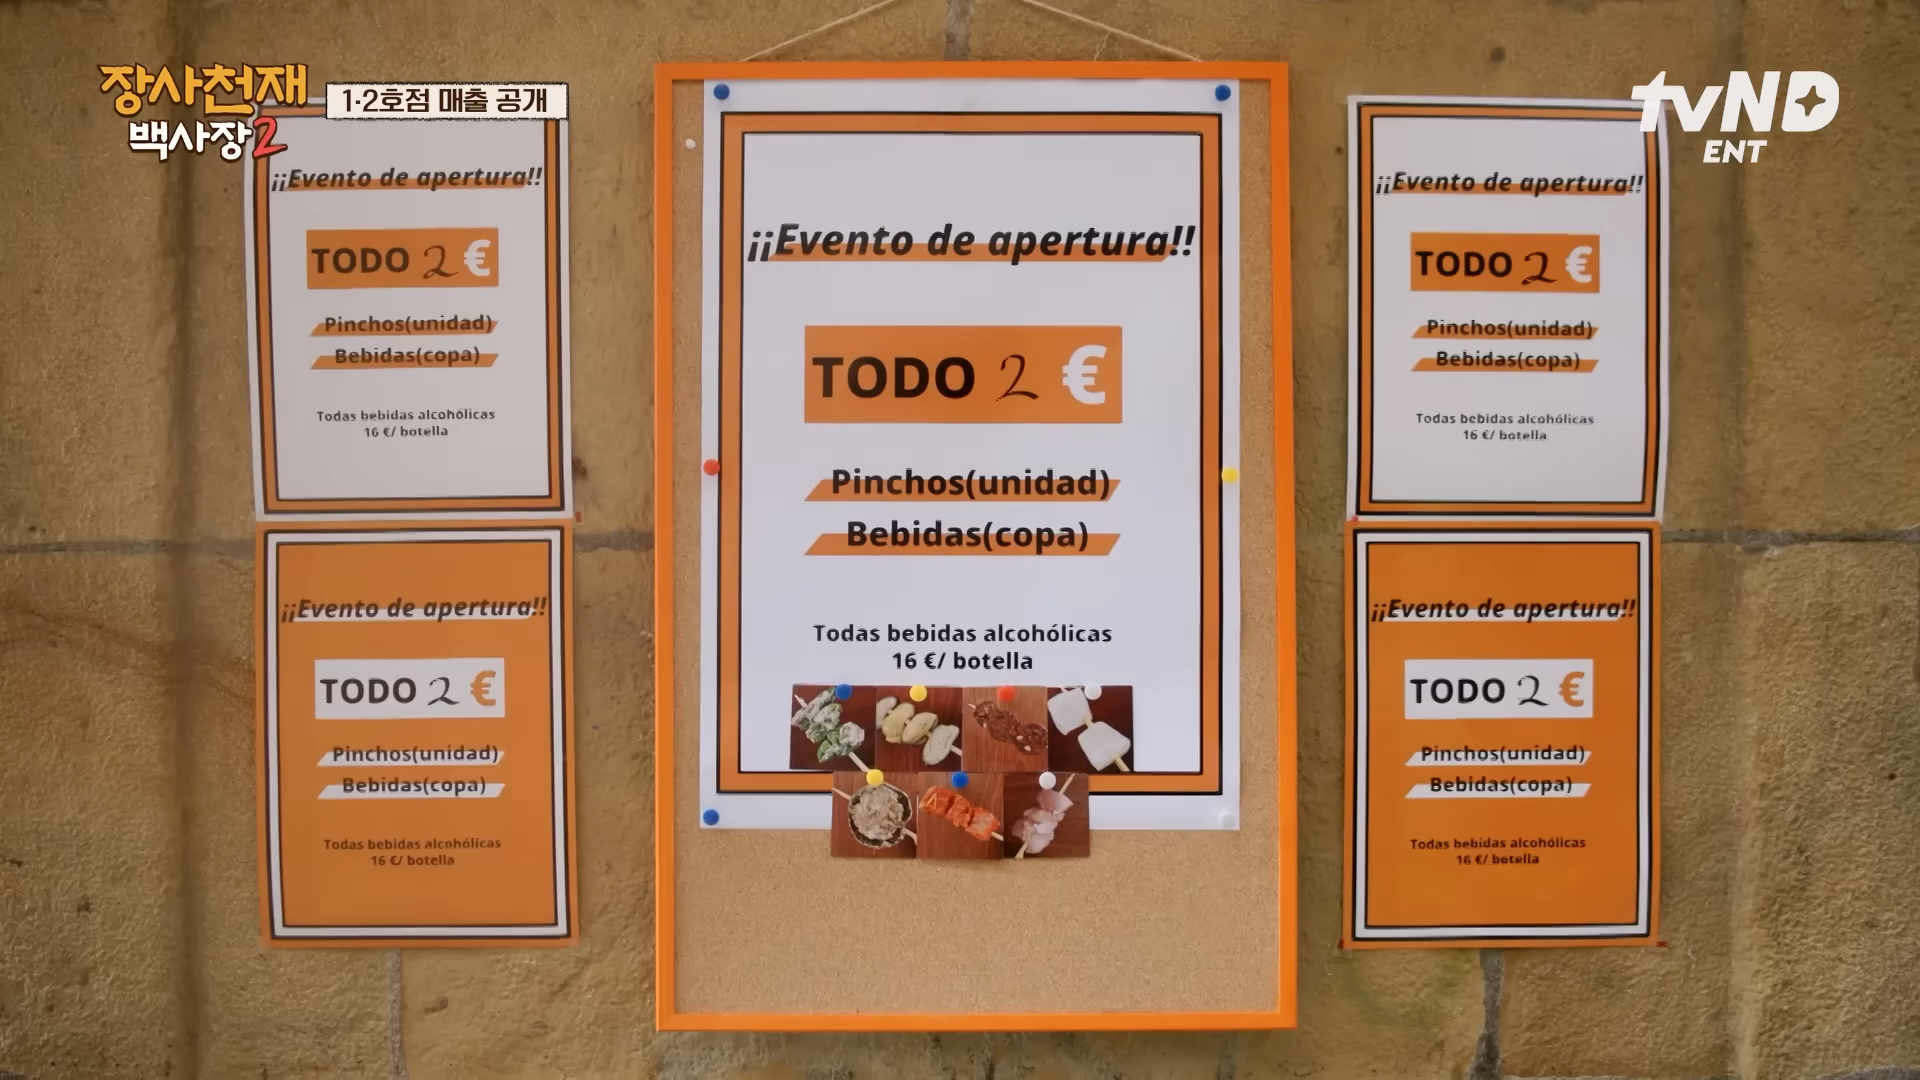 장사천재
백사장2
1·2호점 매출 공개
tvND
ENT
¡¡Evento de apertura!!
TODO 2 €
Pinchos(unidad)
Bebidas(copa)
Todas bebidas alcohólicas
16 €/ botella
¡¡Evento de apertura!!
TODO 2 €
Pinchos(unidad)
Bebidas(copa)
Todas bebidas alcohólicas
16 €/ botella
¡¡Evento de apertura!!
TODO 2 €
Pinchos(unidad)
Bebidas(copa)
Todas bebidas alcohólicas
16 €/ botella
¡¡Evento de apertura!!
TODO 2 €
Pinchos(unidad)
Bebidas(copa)
Todas bebidas alcohólicas
16 €/ botella
¡¡Evento de apertura!!
TODO 2 €
Pinchos(unidad)
Bebidas(copa)
Todas bebidas alcohólicas
16 €/ botella